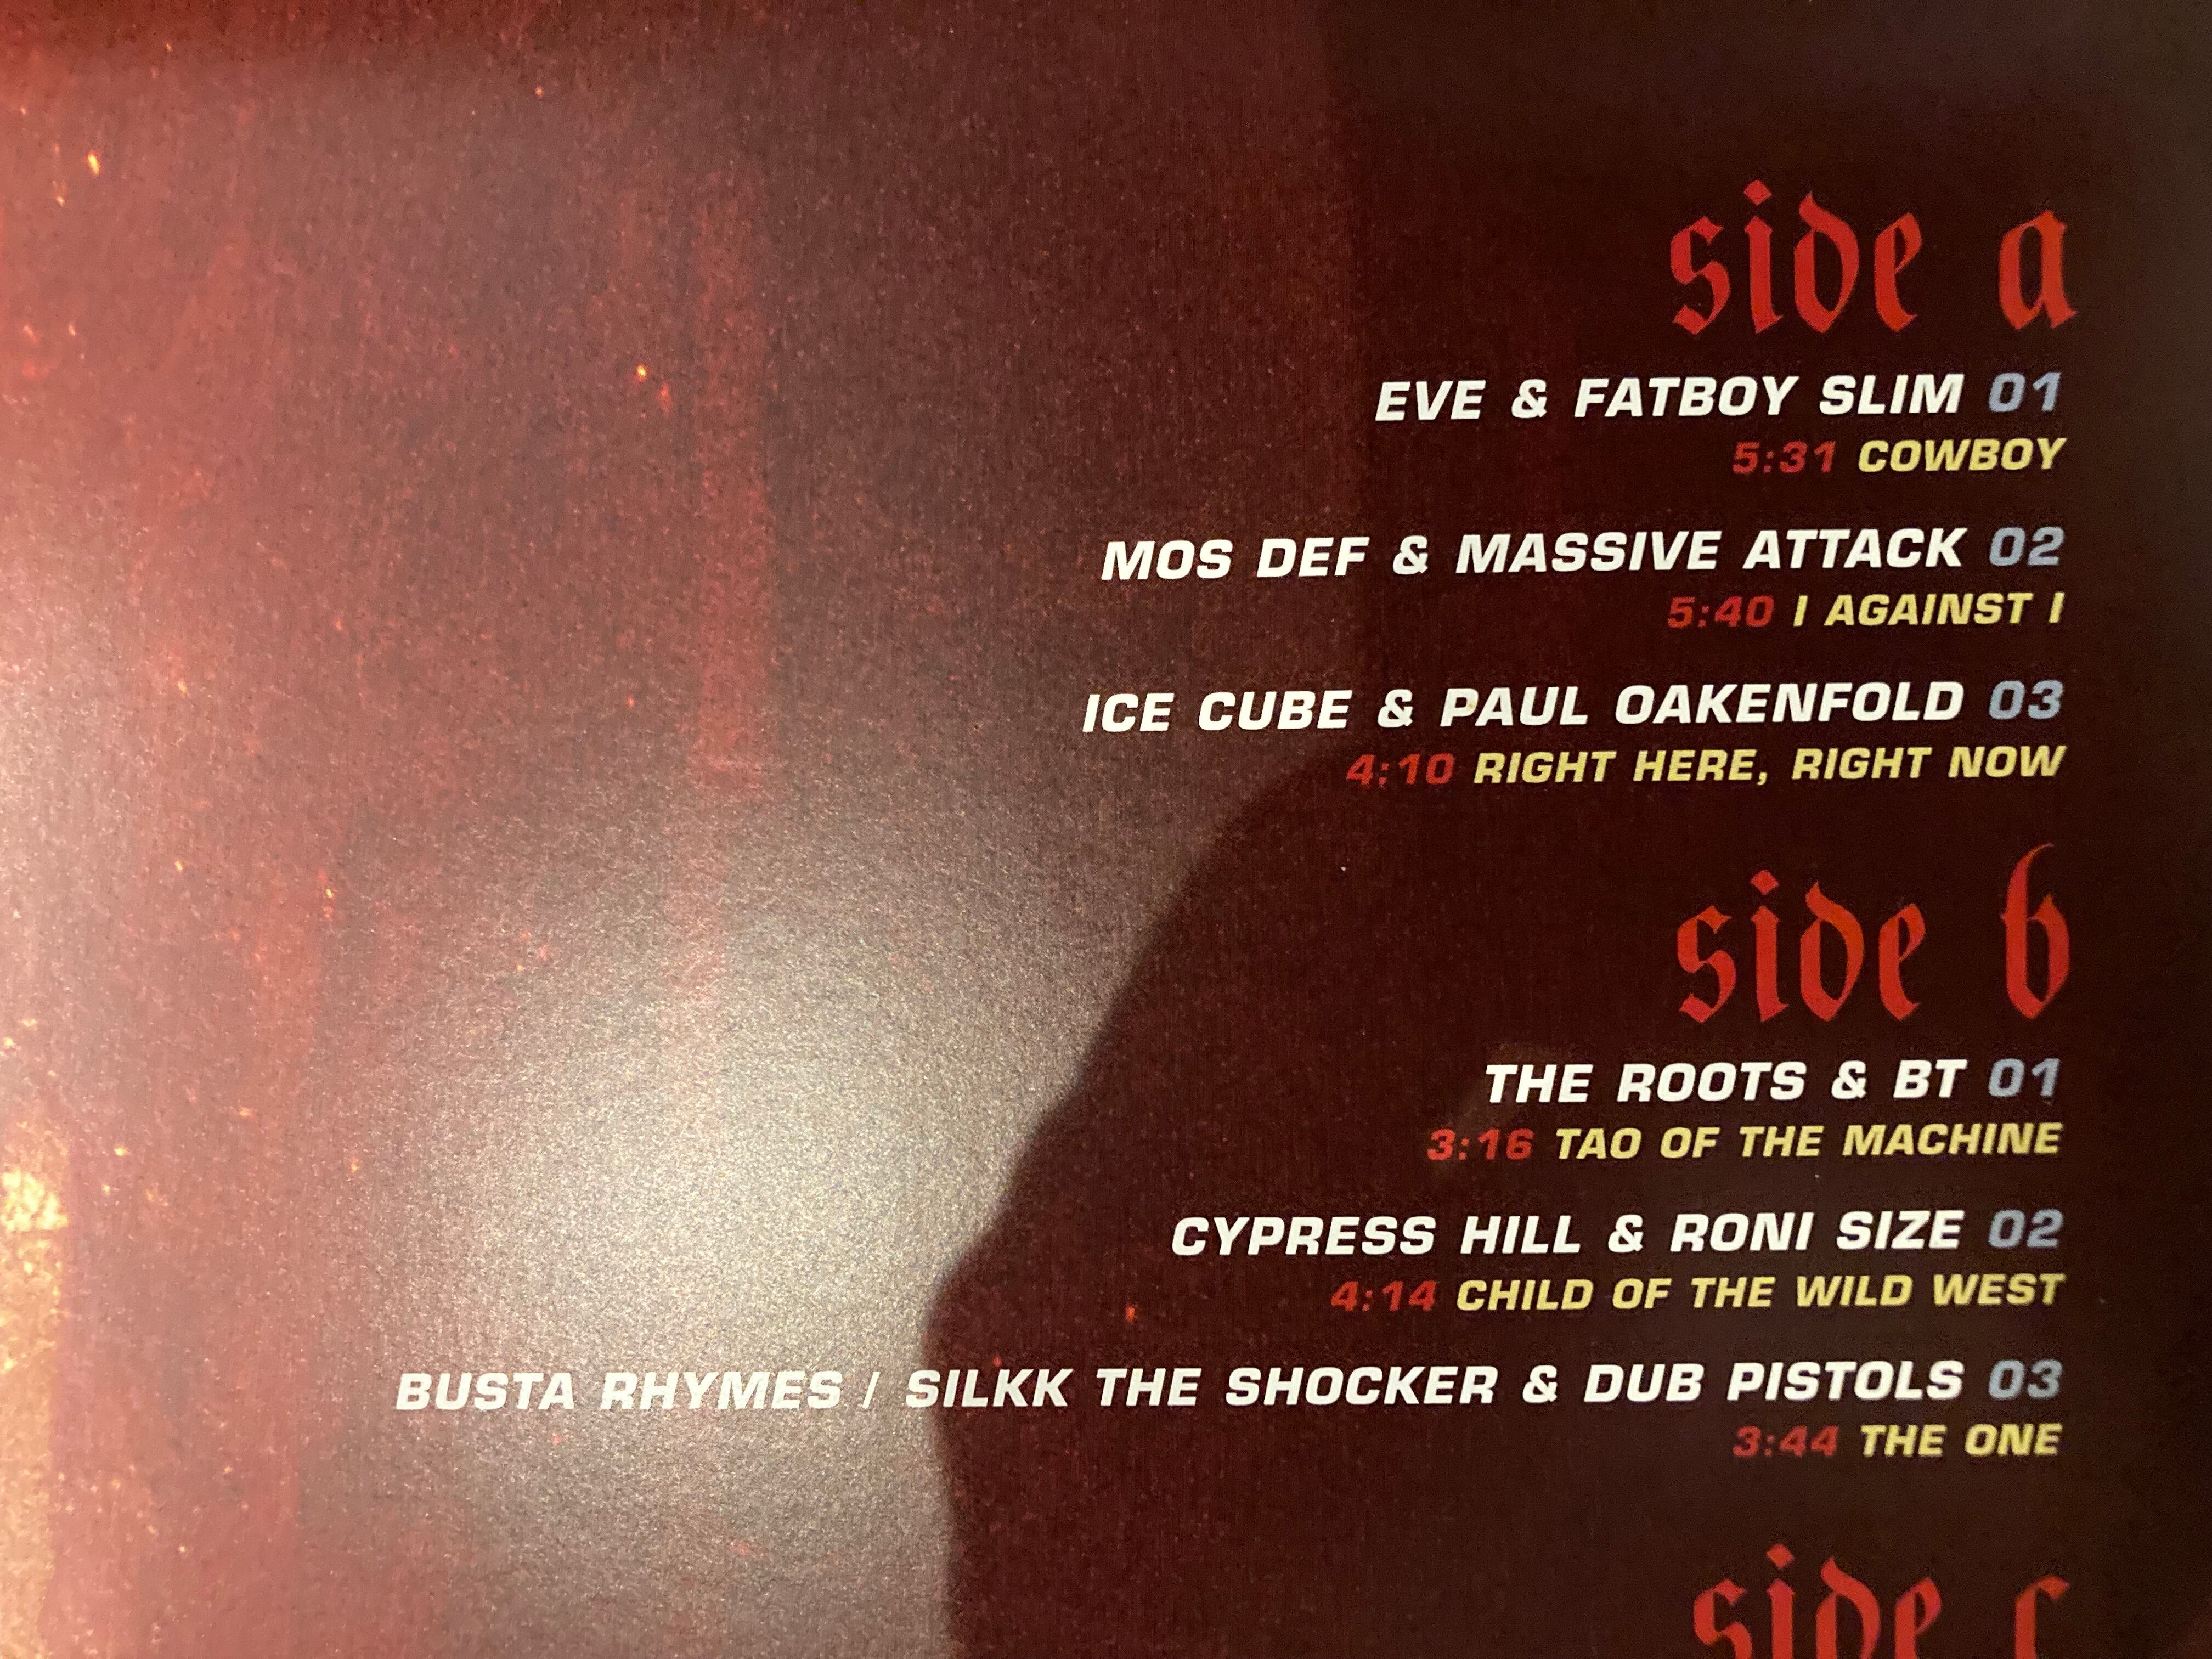 side a
EVE & FATBOY SLIM 01
5:31 COWBOY
MOS DEF & MASSIVE ATTACK 02
5:40 I AGAINST I
ICE CUBE & PAUL OAKENFOLD 03
4:10 RIGHT HERE, RIGHT NOW
side b
THE ROOTS & BT 01
3:16 TAO OF THE MACHINE
CYPRESS HILL & RONI SIZE 02
4:14 CHILD OF THE WILD WEST
BUSTA RHYMES / SILKK THE SHOCKER & DUB PISTOLS 03
3:44 THE ONE
side c